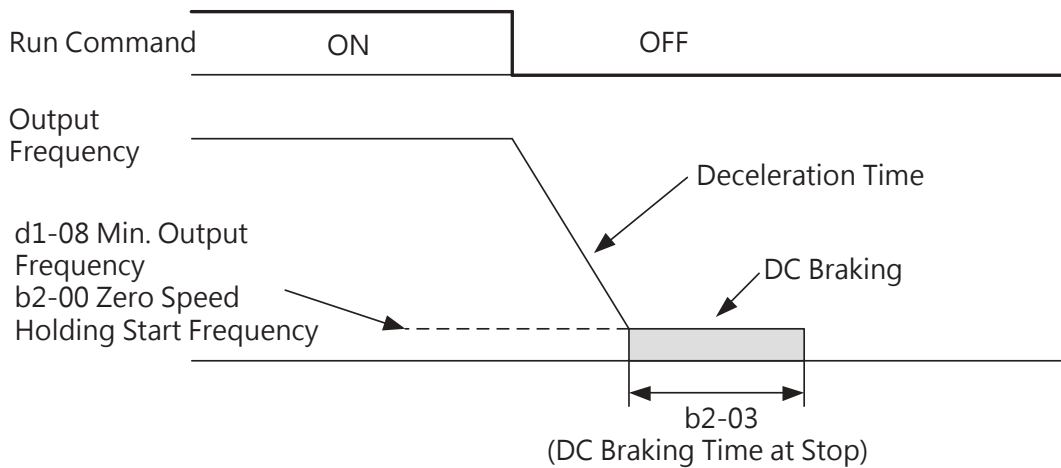 Run Command
ON
OFF
Output
Frequency
Deceleration Time
d1-08 Min. Output
Frequency
b2-00 Zero Speed
Holding Start Frequency
DC Braking
b2-03
(DC Braking Time at Stop)